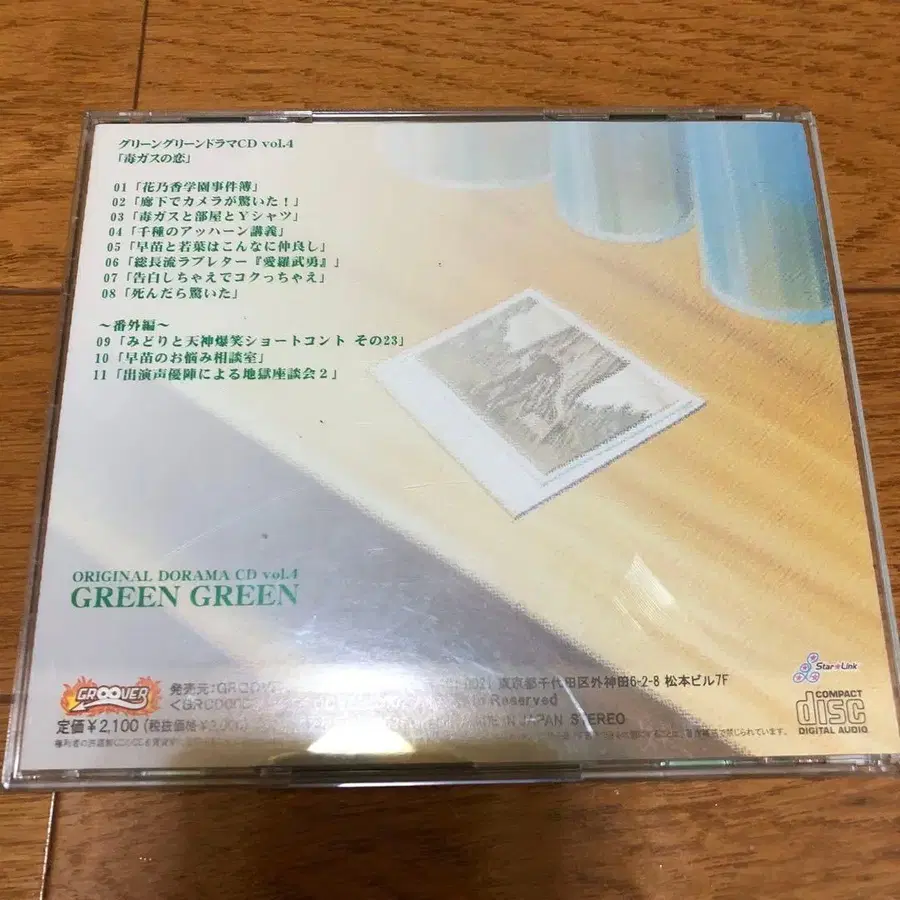 グリーングリーンドラマCD vol.4
「毒ガスの恋」
01「花乃香学園事件簿」
02「廊下でカメラが驚いた!」
03「毒ガスと部屋とYシャツ」
04「千種のアッハーン講義」
05「早苗と若葉はこんなに仲良し」
06「総長流ラブレター『愛羅武勇』」
07「告白しちゃえでコクっちゃえ」
08「死んだら驚いた」
〜番外編〜
09「みどりと天神爆笑ショートコント その23」
10「早苗のお悩み相談室」
11「出演声優陣による地獄座談会2」
ORIGINAL DORAMA CD vol.4
GREEN GREEN
GROOVER
発売元:
東京都千代田区外神田6-2-8 松本ビル7F
Reserved
定価¥2,100
IN JAPAN STEREO
Star★Link
COMPACT
disc
DIGITAL AUDIO